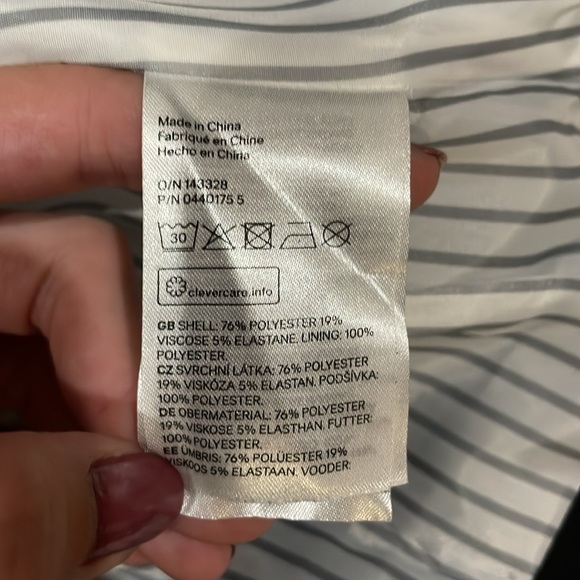 Made in China
Fabriqué en Chine
Hecho en China
O/N 143328
P/N 0440175 5
30
clevercare.info
GB SHELL: 76% POLYESTER 19%
VISCOSE 5% ELASTANE. LINING: 100%
POLYESTER.
CZ SVRCHNÍ LÁTKA: 76% POLYESTER
19% VISKÓZA 5% ELASTAN. PODŠÍVKA:
100% POLYESTER.
DE OBERMATERIAL: 76% POLYESTER
19% VISKOSE 5% ELASTHAN. FUTTER:
100% POLYESTER.
EE ÜMBRIS: 76% POLÜESTER 19%
VISKOOS 5% ELASTAAN. VOODER: